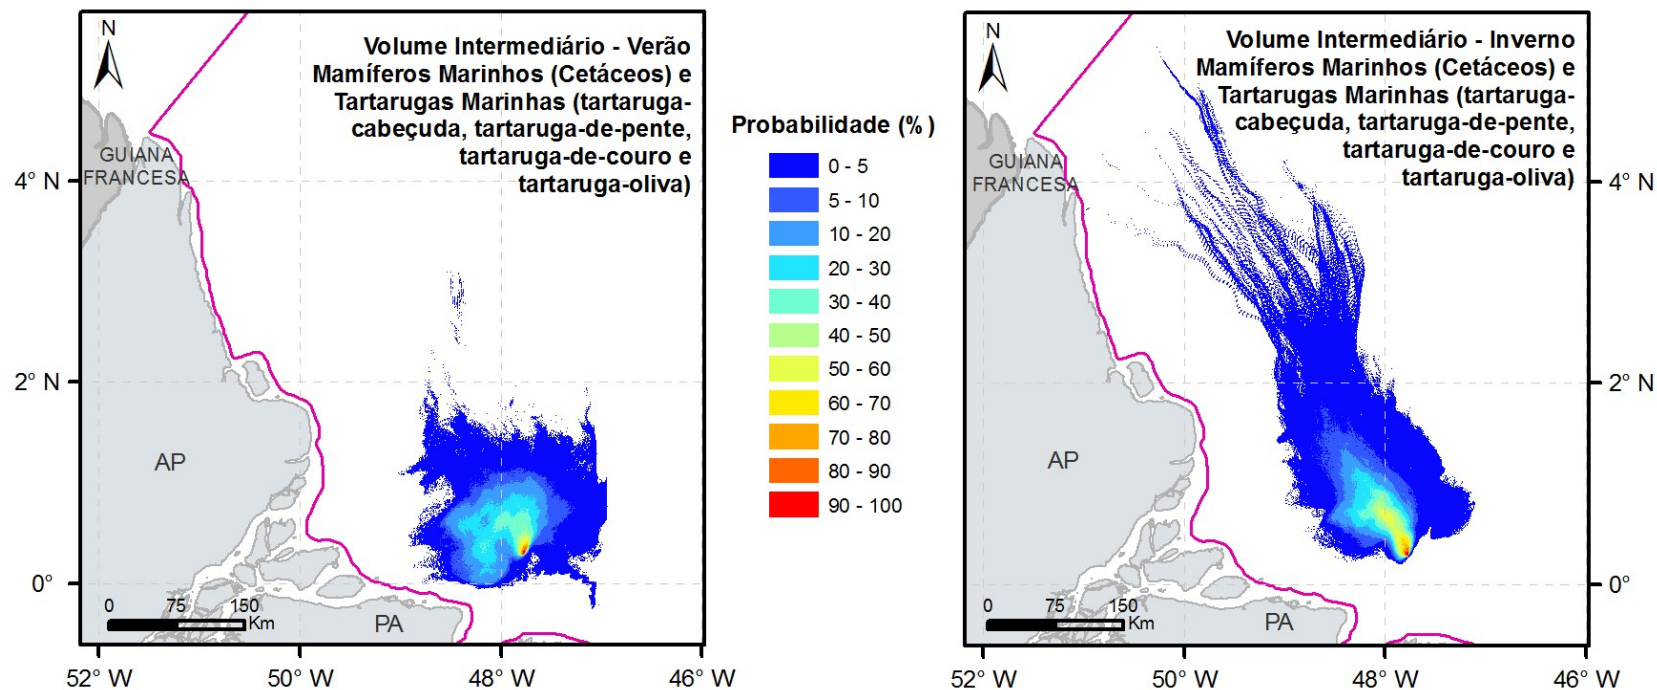 N
Volume Intermediário - Verão
Mamíferos Marinhos (Cetáceos) e
Tartarugas Marinhas (tartaruga-
cabeçuda, tartaruga-de-pente,
tartaruga-de-couro e
tartaruga-oliva)
GUIANA
FRANCESA
AP
PA
0 75 150
Km
4° N
2° N
0°
52° W 50° W 48° W 46° W
Probabilidade (%)
0 - 5
5 - 10
10 - 20
20 - 30
30 - 40
40 - 50
50 - 60
60 - 70
70 - 80
80 - 90
90 - 100
N
Volume Intermediário - Inverno
Mamíferos Marinhos (Cetáceos) e
Tartarugas Marinhas (tartaruga-
cabeçuda, tartaruga-de-pente,
tartaruga-de-couro e
tartaruga-oliva)
GUIANA
FRANCESA
AP
PA
0 75 150
Km
4° N
2° N
0°
52° W 50° W 48° W 46° W